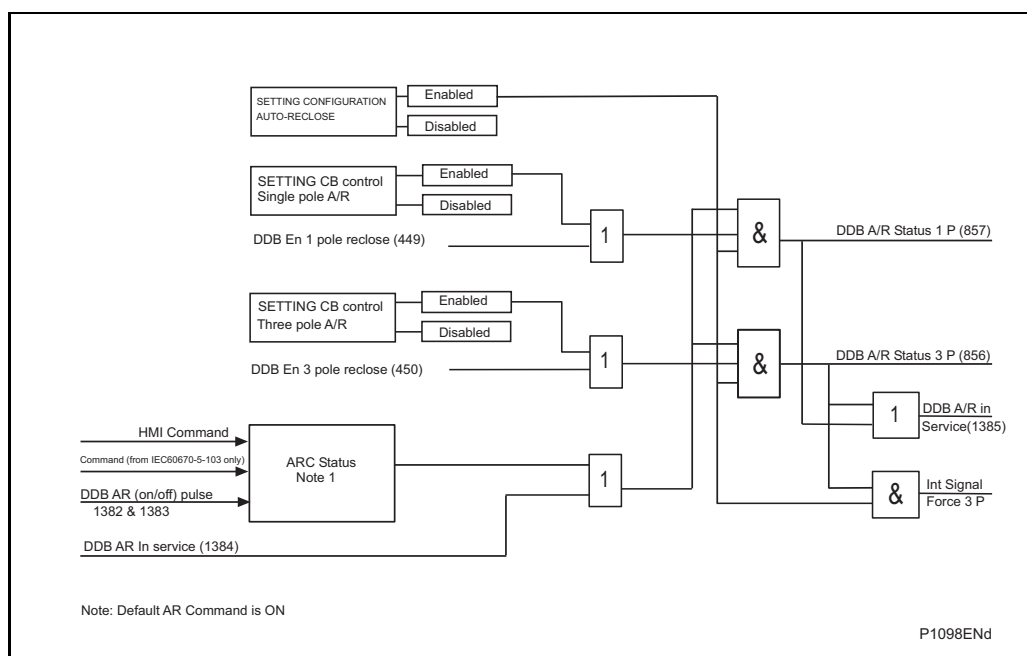 SETTING CONFIGURATION
AUTO-RECLOSE
Enabled
Disabled
SETTING CB control
Single pole A/R
Enabled
Disabled
DDB En 1 pole reclose (449)
1
&
DDB A/R Status 1 P (857)
SETTING CB control
Three pole A/R
Enabled
Disabled
DDB En 3 pole reclose (450)
1
&
DDB A/R Status 3 P (856)
1
DDB A/R in
Service(1385)
HMI Command
Command (from IEC60670-5-103 only)
DDB AR (on/off) pulse
1382 & 1383
ARC Status
Note 1
1
&
Int Signal
Force 3 P
DDB AR In service (1384)
Note: Default AR Command is ON
P1098ENd